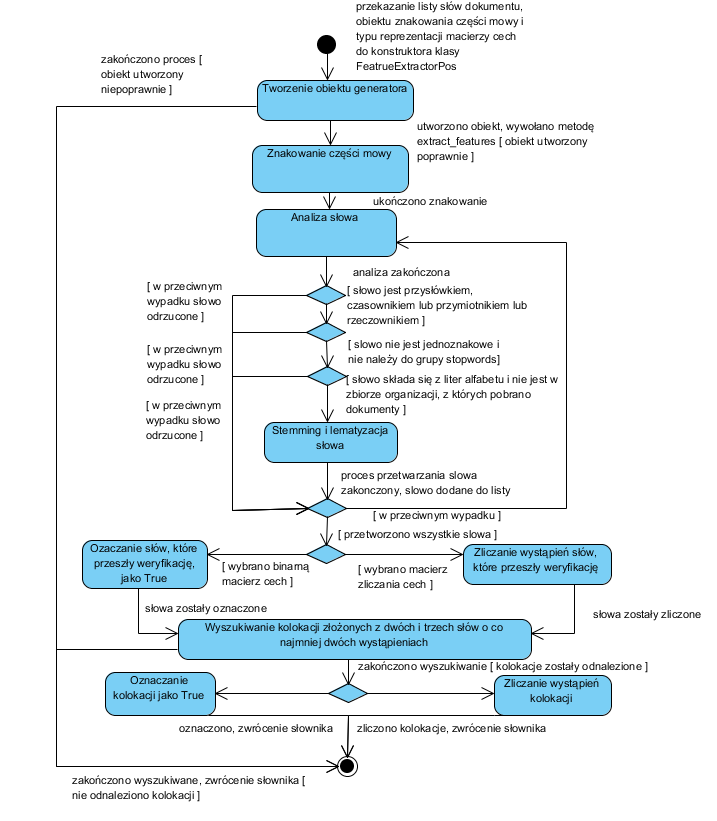 przekazanie listy słów dokumentu,
obiektu znakowania części mowy i
typu reprezentacji macierzy cech
do konstruktora klasy
FeatrueExtractorPos
zakończono proces [
obiekt utworzony
niepoprawnie ]
Tworzenie obiektu generatora
utworzono obiekt, wywołano metodę
extract_features [ obiekt utworzony
poprawnie ]
Znakowanie części mowy
ukończono znakowanie
Analiza słowa
analiza zakończona
[ w przeciwnym
wypadku słowo
odrzucone ]
[ słowo jest przysłówkiem,
czasownikiem lub przymiotnikiem lub
rzeczownikiem ]
[ w przeciwnym
wypadku słowo
odrzucone ]
[ slowo nie jest jednoznakowe i
nie należy do grupy stopwords]
[ słowo składa się z liter alfabetu i nie jest w
zbiorze organizacji, z których pobrano
dokumenty ]
[ w przeciwnym
wypadku słowo
odrzucone ]
Stemming i lematyzacja
słowa
proces przetwarzania slowa
zakonczony, slowo dodane do listy
[ w przeciwnym wypadku ]
[ przetworzono wszystkie slowa ]
Ozaczanie słów, które
przeszły weryfikację,
jako True
[ wybrano binarną
macierz cech ]
[ wybrano macierz
zliczania cech ]
Zliczanie wystąpień słów,
które przeszły weryfikację
słowa zostały oznaczone
słowa zostały zliczone
Wyszukiwanie kolokacji złożonych z dwóch i trzech słów o co
najmniej dwóch wystąpieniach
zakończono wyszukiwanie [ kolokacje zostały odnalezione ]
Oznaczanie
kolokacji jako True
Zliczanie wystąpień
kolokacji
oznaczono, zwrócenie słownika
zliczono kolokacje, zwrócenie słownika
zakończono wyszukiwane, zwrócenie słownika [
nie odnaleziono kolokacji ]